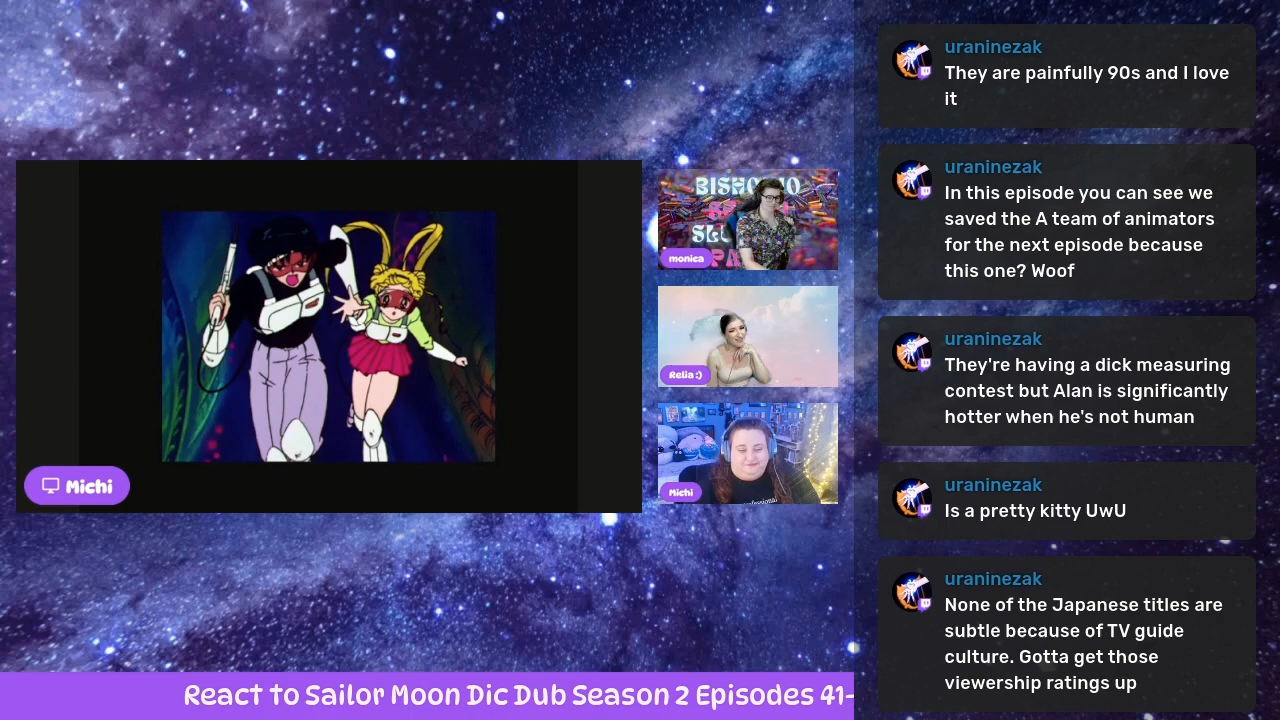 Michi
BISHOUJO
monica
Relia :)
Michi
React to Sailor Moon Dic Dub Season 2 Episodes 41-
uraninezak
They are painfully 90s and I love
it
uraninezak
In this episode you can see we
saved the A team of animators
for the next episode because
this one? Woof
uraninezak
They're having a dick measuring
contest but Alan is significantly
hotter when he's not human
uraninezak
Is a pretty kitty UwU
uraninezak
None of the Japanese titles are
subtle because of TV guide
culture. Gotta get those
viewership ratings up